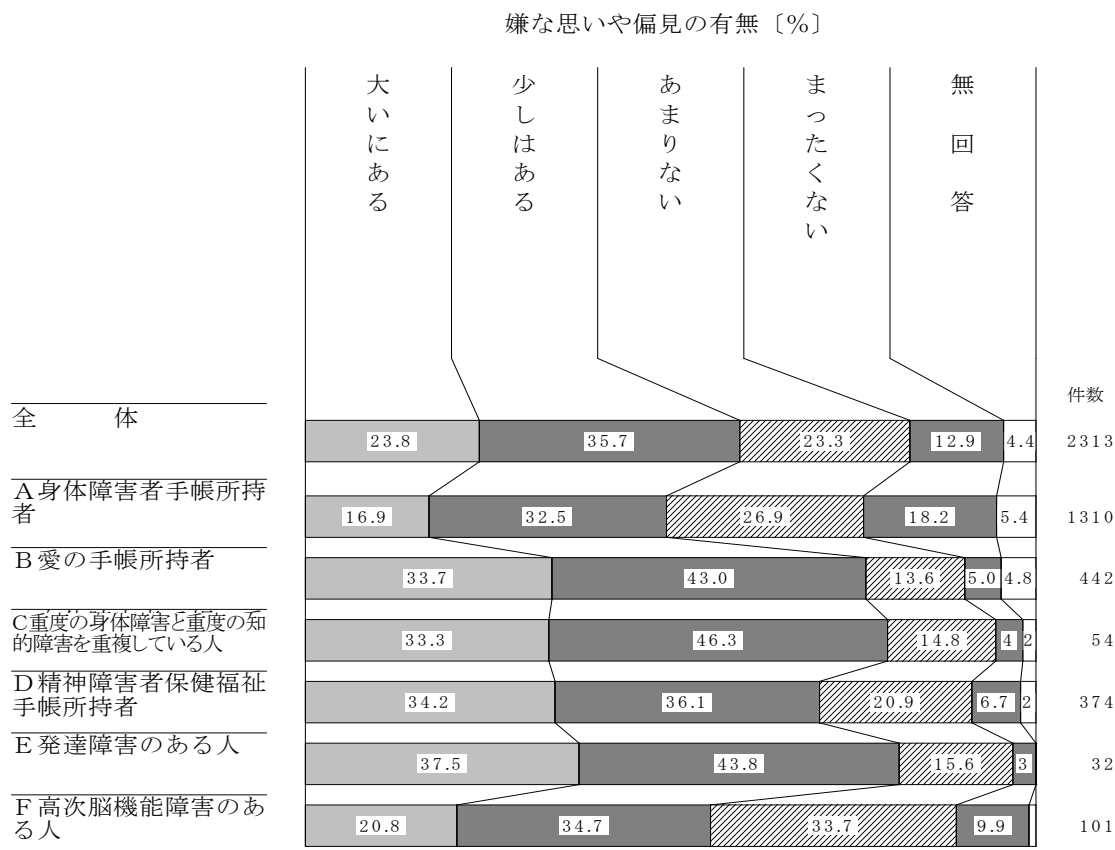 嫌な思いや偏見の有無〔%〕
大いにある
少しはある
あまりない
まったくない
無回答
件数
全体
23.8 35.7 23.3 12.9 4.4 2313
A身体障害者手帳所持
者
16.9 32.5 26.9 18.2 5.4 1310
B愛の手帳所持者
33.7 43.0 13.6 5.0 4.8 442
C重度の身体障害と重度の知
的障害を重複している人
33.3 46.3 14.8 4 2 54
D精神障害者保健福祉
手帳所持者
34.2 36.1 20.9 6.7 2 374
E発達障害のある人
37.5 43.8 15.6 3 32
F高次脳機能障害のあ
る人
20.8 34.7 33.7 9.9 101